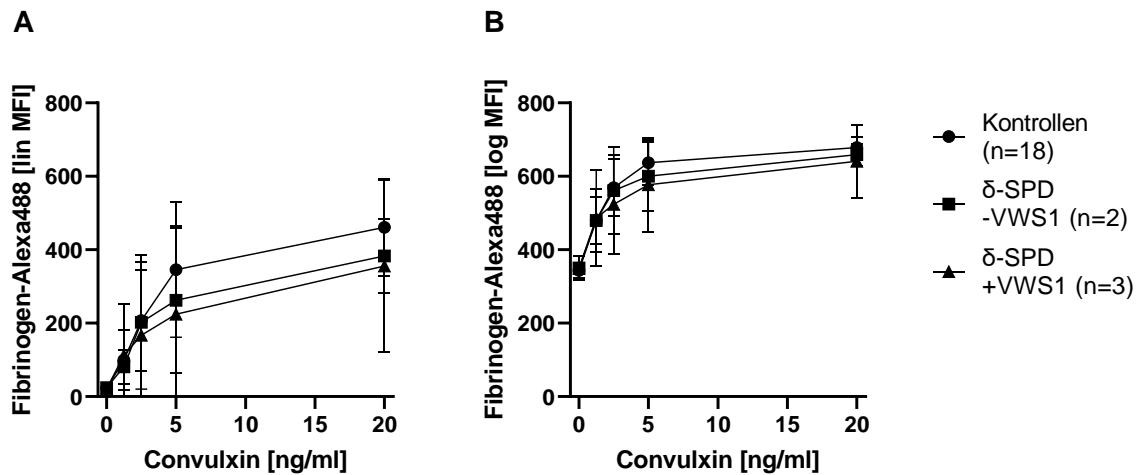 A
Fibrinogen-Alexa488 [lin MFI]
800
600
400
200
0
0 5 10 15 20
Convulxin [ng/ml]
B
Fibrinogen-Alexa488 [log MFI]
800
600
400
200
0
0 5 10 15 20
Convulxin [ng/ml]
Kontrollen
(n=18)
δ-SPD
-VWS1 (n=2)
δ-SPD
+VWS1 (n=3)